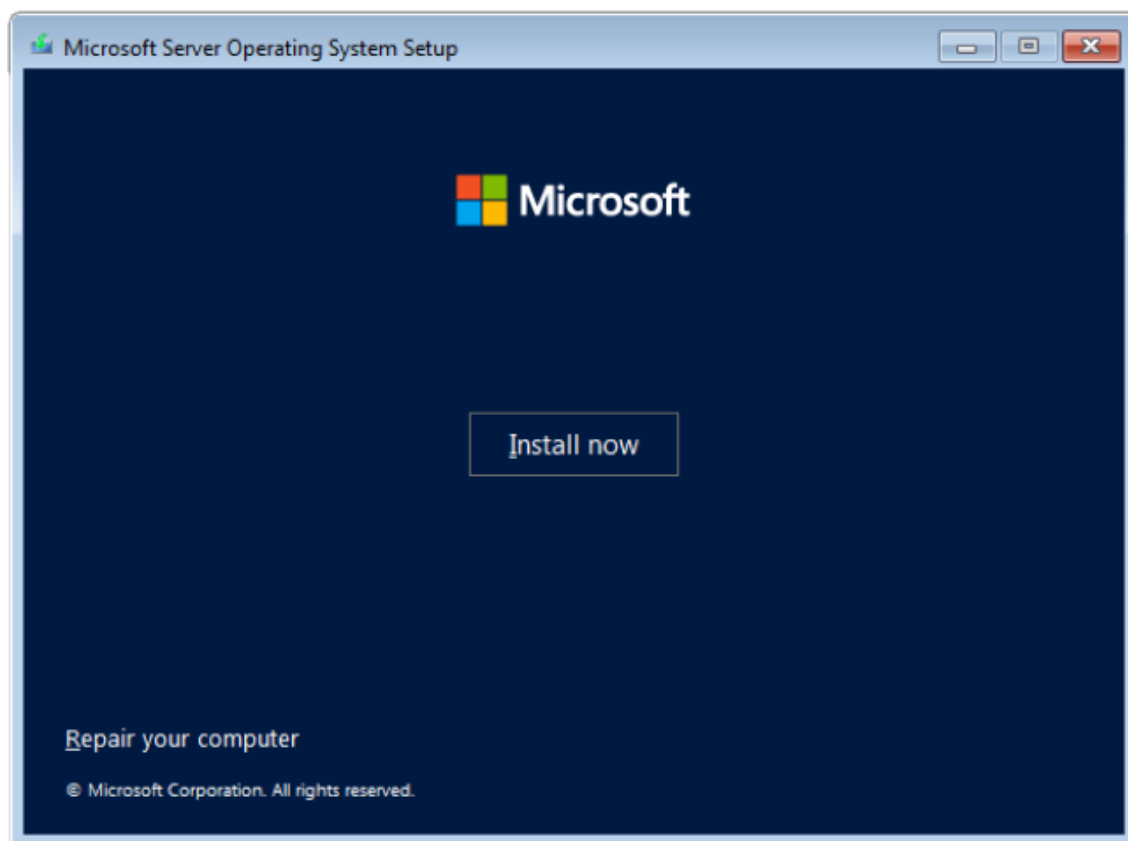 Microsoft Server Operating System Setup
Microsoft
Install now
Repair your computer
© Microsoft Corporation. All rights reserved.